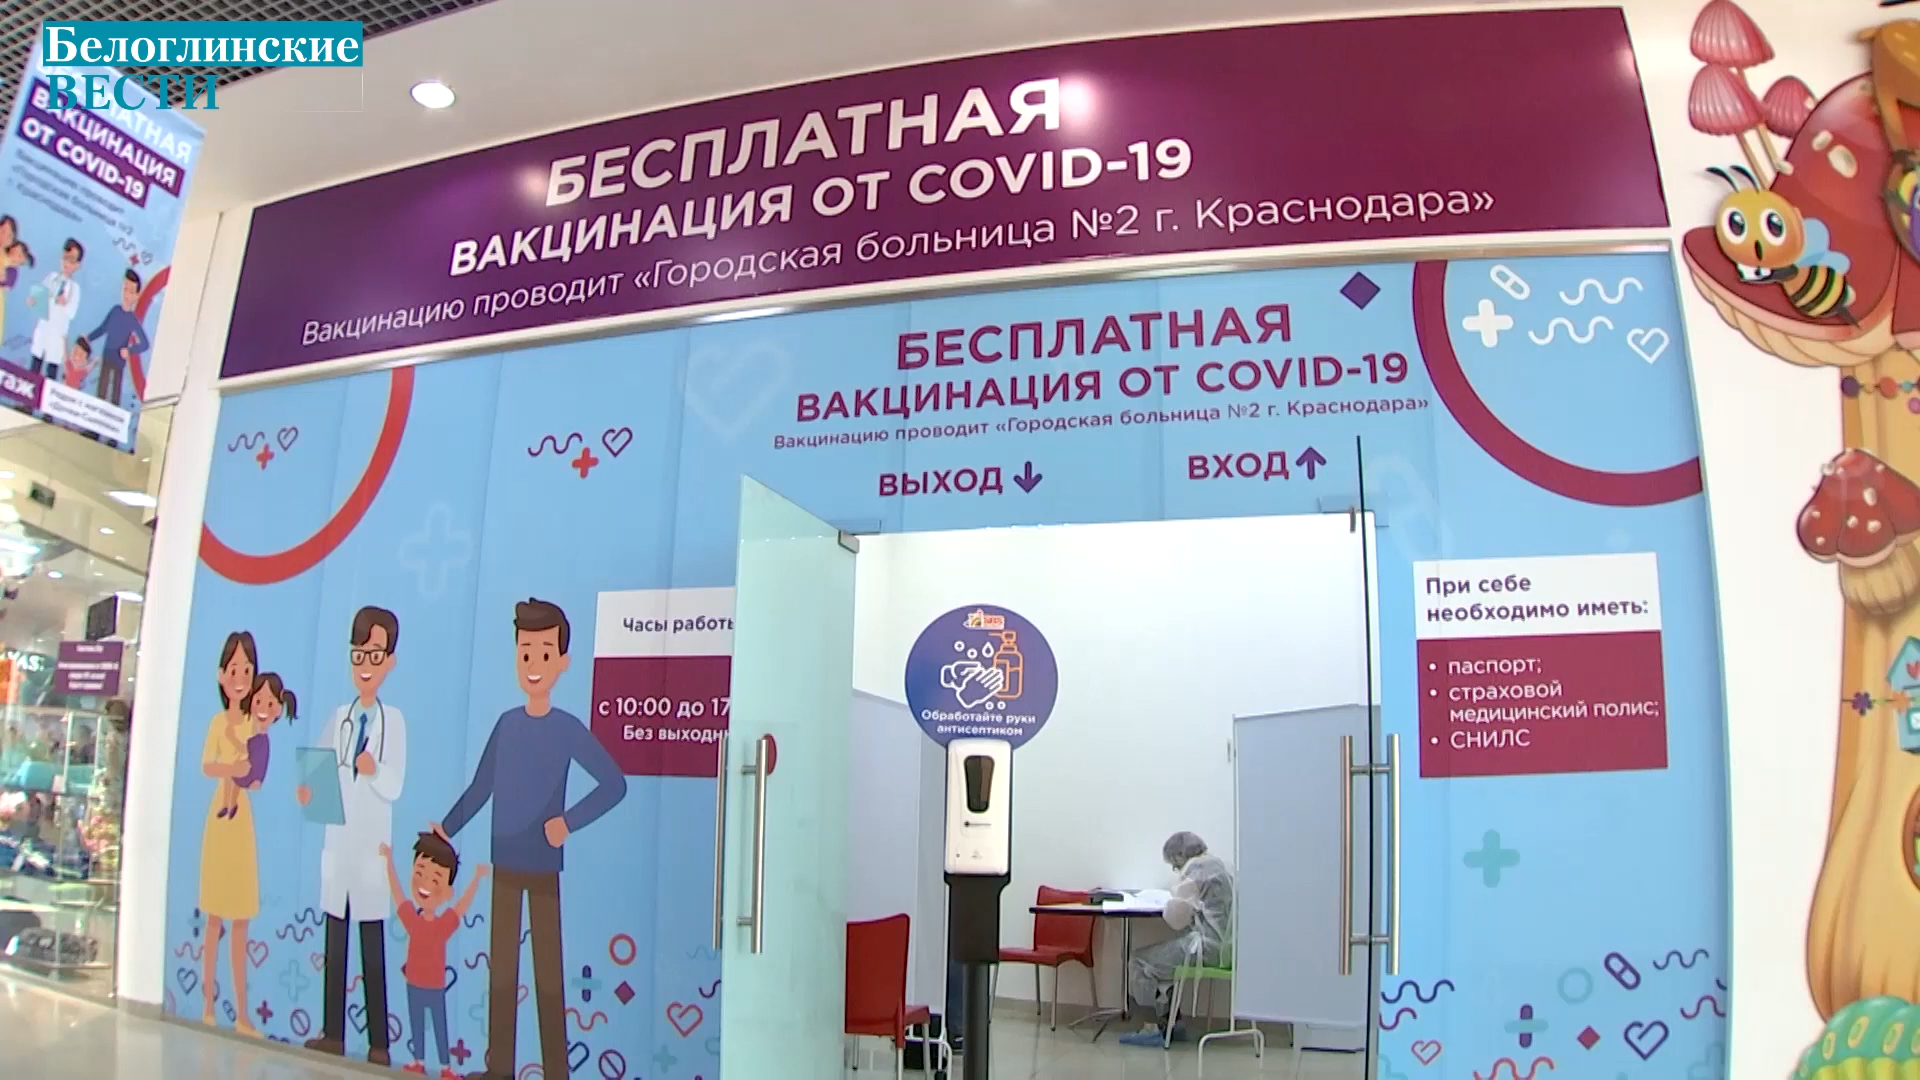 Белоглинские
ВЕСТИ
ВАКЦИНАЦИЯ
ОТ COVID-19
БЕСПЛАТНАЯ
ВАКЦИНАЦИЯ ОТ COVID-19
Вакцинацию проводит «Городская больница №2 г. Краснодара»
БЕСПЛАТНАЯ
ВАКЦИНАЦИЯ ОТ COVID-19
Вакцинацию проводит «Городская больница №2 г. Краснодара»
ВЫХОД ↓
ВХОД ↑
Часы работы
с 10:00 до 17
Без выходн
Обработайте руки
антисептиком
При себе
необходимо иметь:
• паспорт;
• страховой
медицинский полис;
• СНИЛС